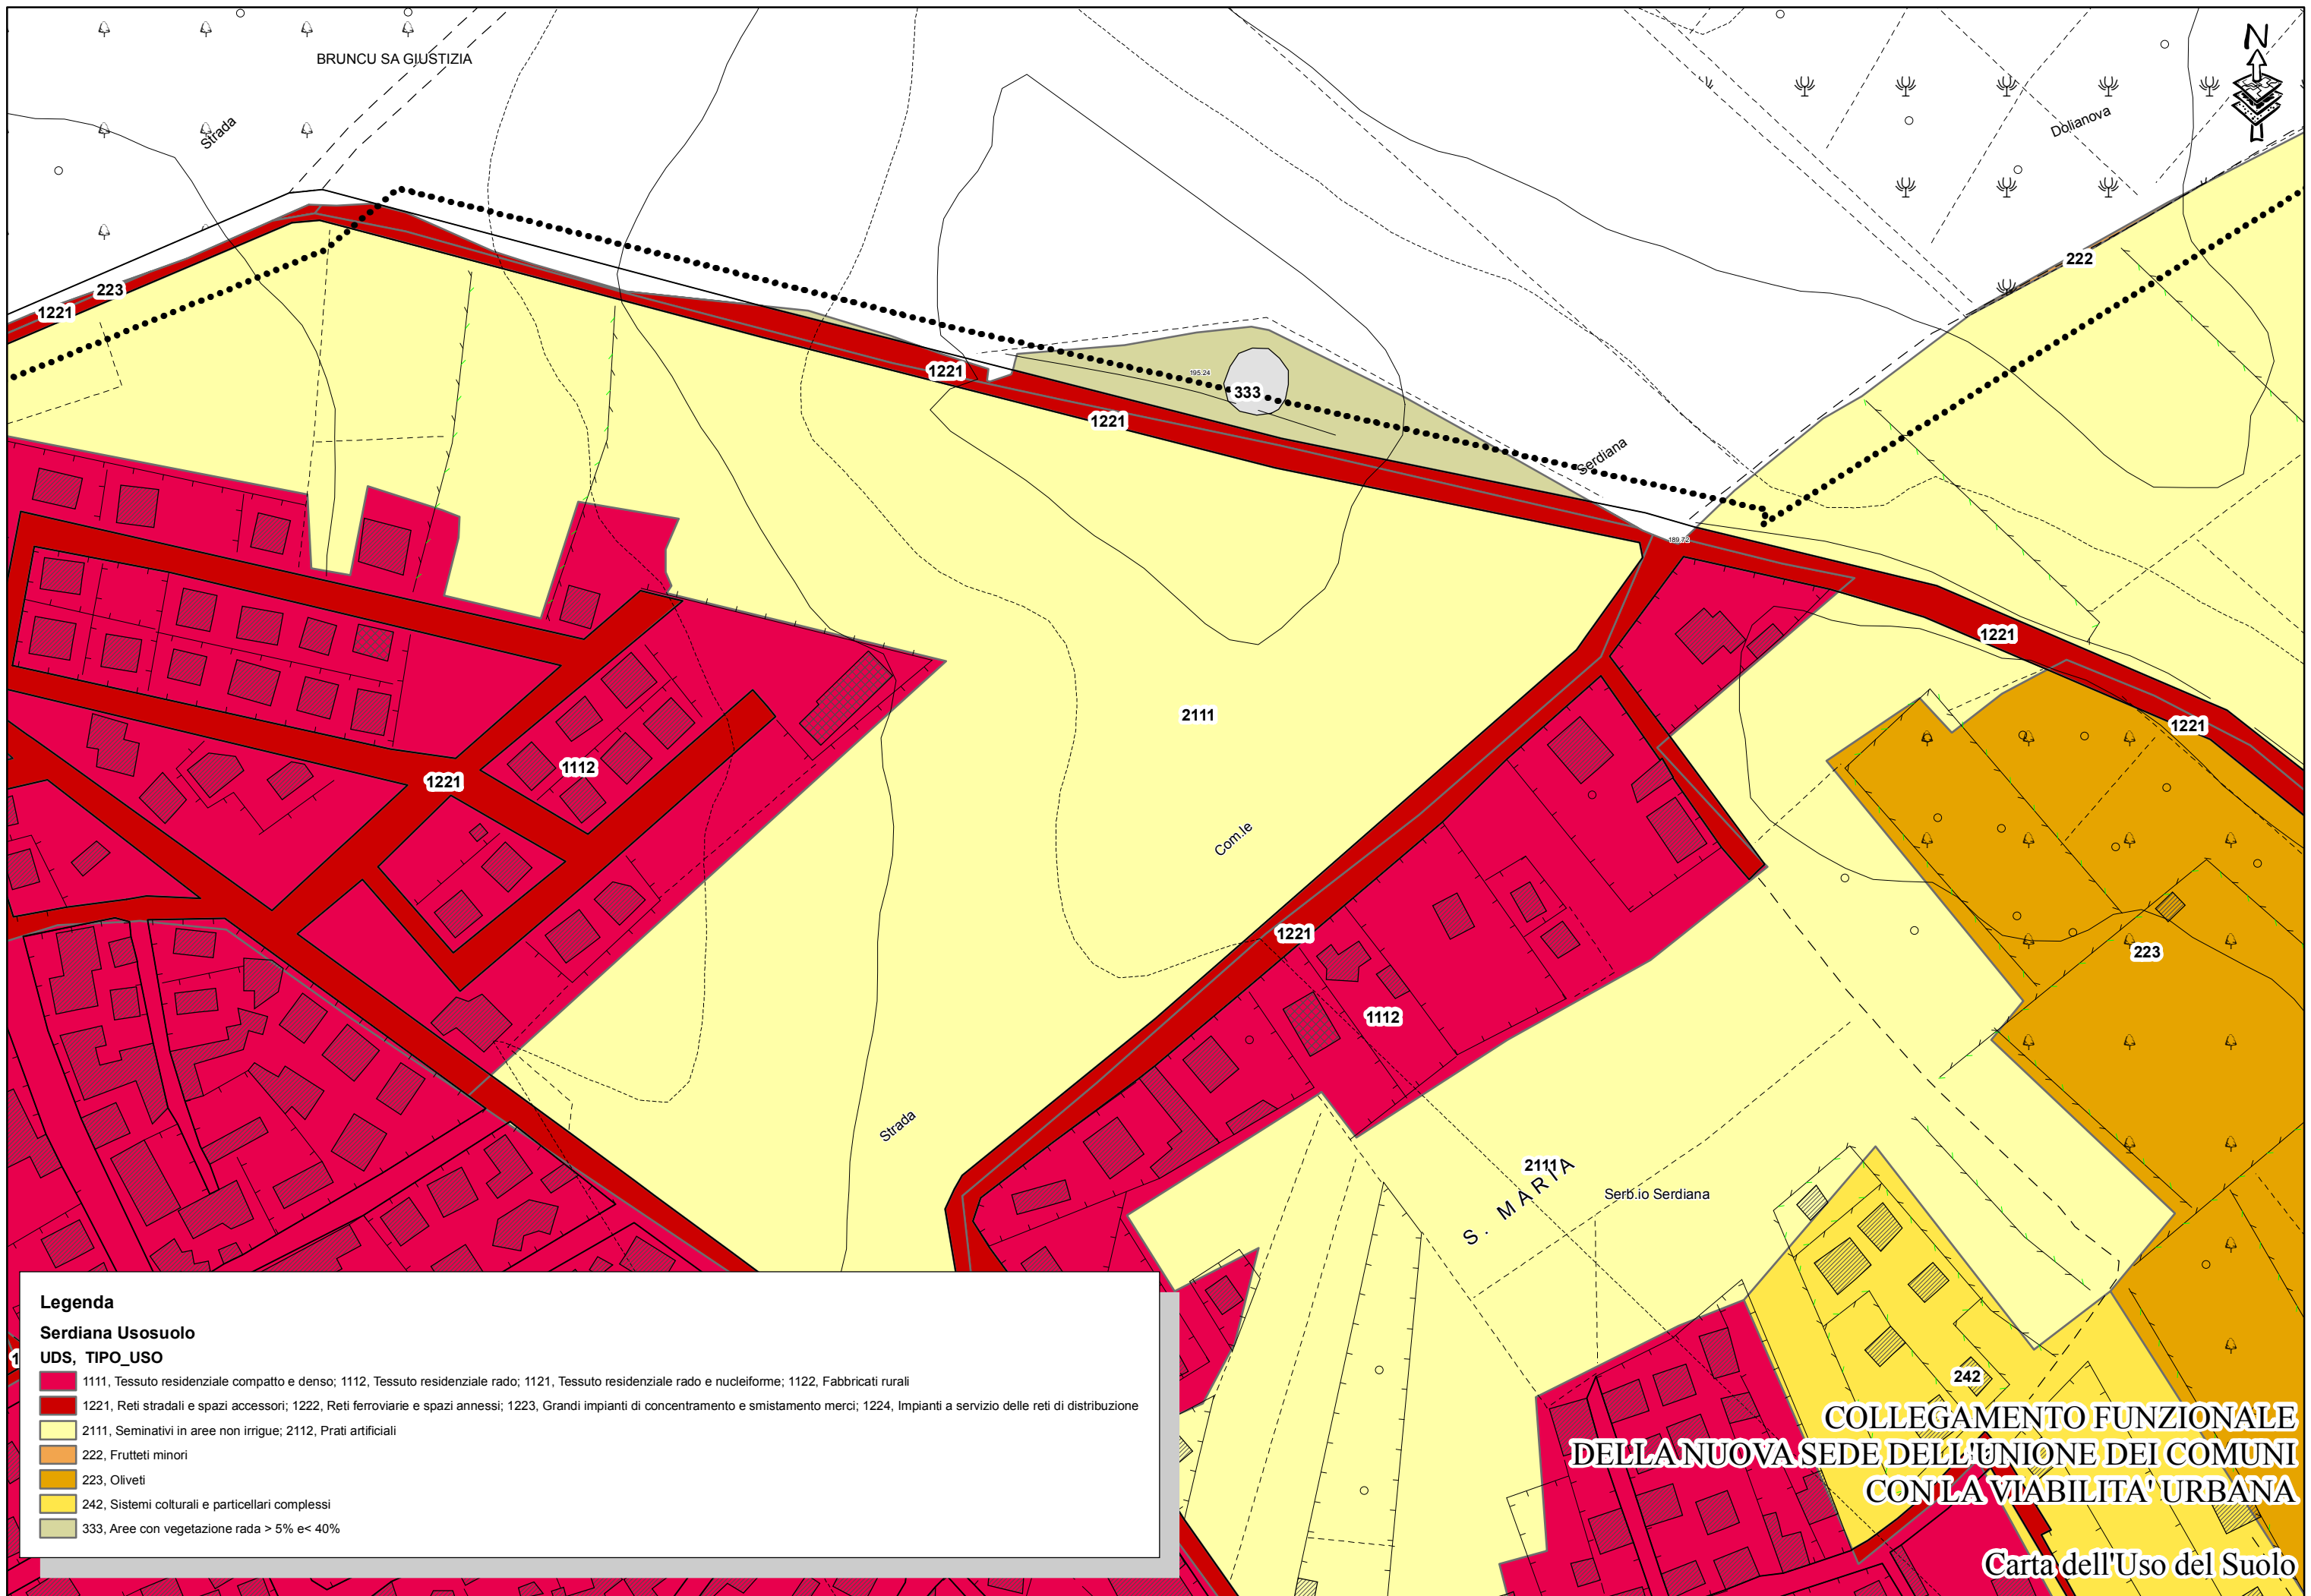 N
BRUNCU SA GIUSTIZIA
Strada
Dolianova
222
223
1221
1221
195.24
333
1221
Serdiana
189.72
1221
2111
1221
1221
1112
Com.le
1221
223
1112
Strada
2111
S. MARIA
Serb.io Serdiana
242
Legenda
Serdiana Usosuolo
UDS, TIPO_USO
1111, Tessuto residenziale compatto e denso; 1112, Tessuto residenziale rado; 1121, Tessuto residenziale rado e nucleiforme; 1122, Fabbricati rurali
1221, Reti stradali e spazi accessori; 1222, Reti ferroviarie e spazi annessi; 1223, Grandi impianti di concentramento e smistamento merci; 1224, Impianti a servizio delle reti di distribuzione
2111, Seminativi in aree non irrigue; 2112, Prati artificiali
222, Frutteti minori
223, Oliveti
242, Sistemi colturali e particellari complessi
333, Aree con vegetazione rada > 5% e< 40%
COLLEGAMENTO FUNZIONALE
DELLA NUOVA SEDE DELL'UNIONE DEI COMUNI
CON LA VIABILITA' URBANA
Carta dell'Uso del Suolo